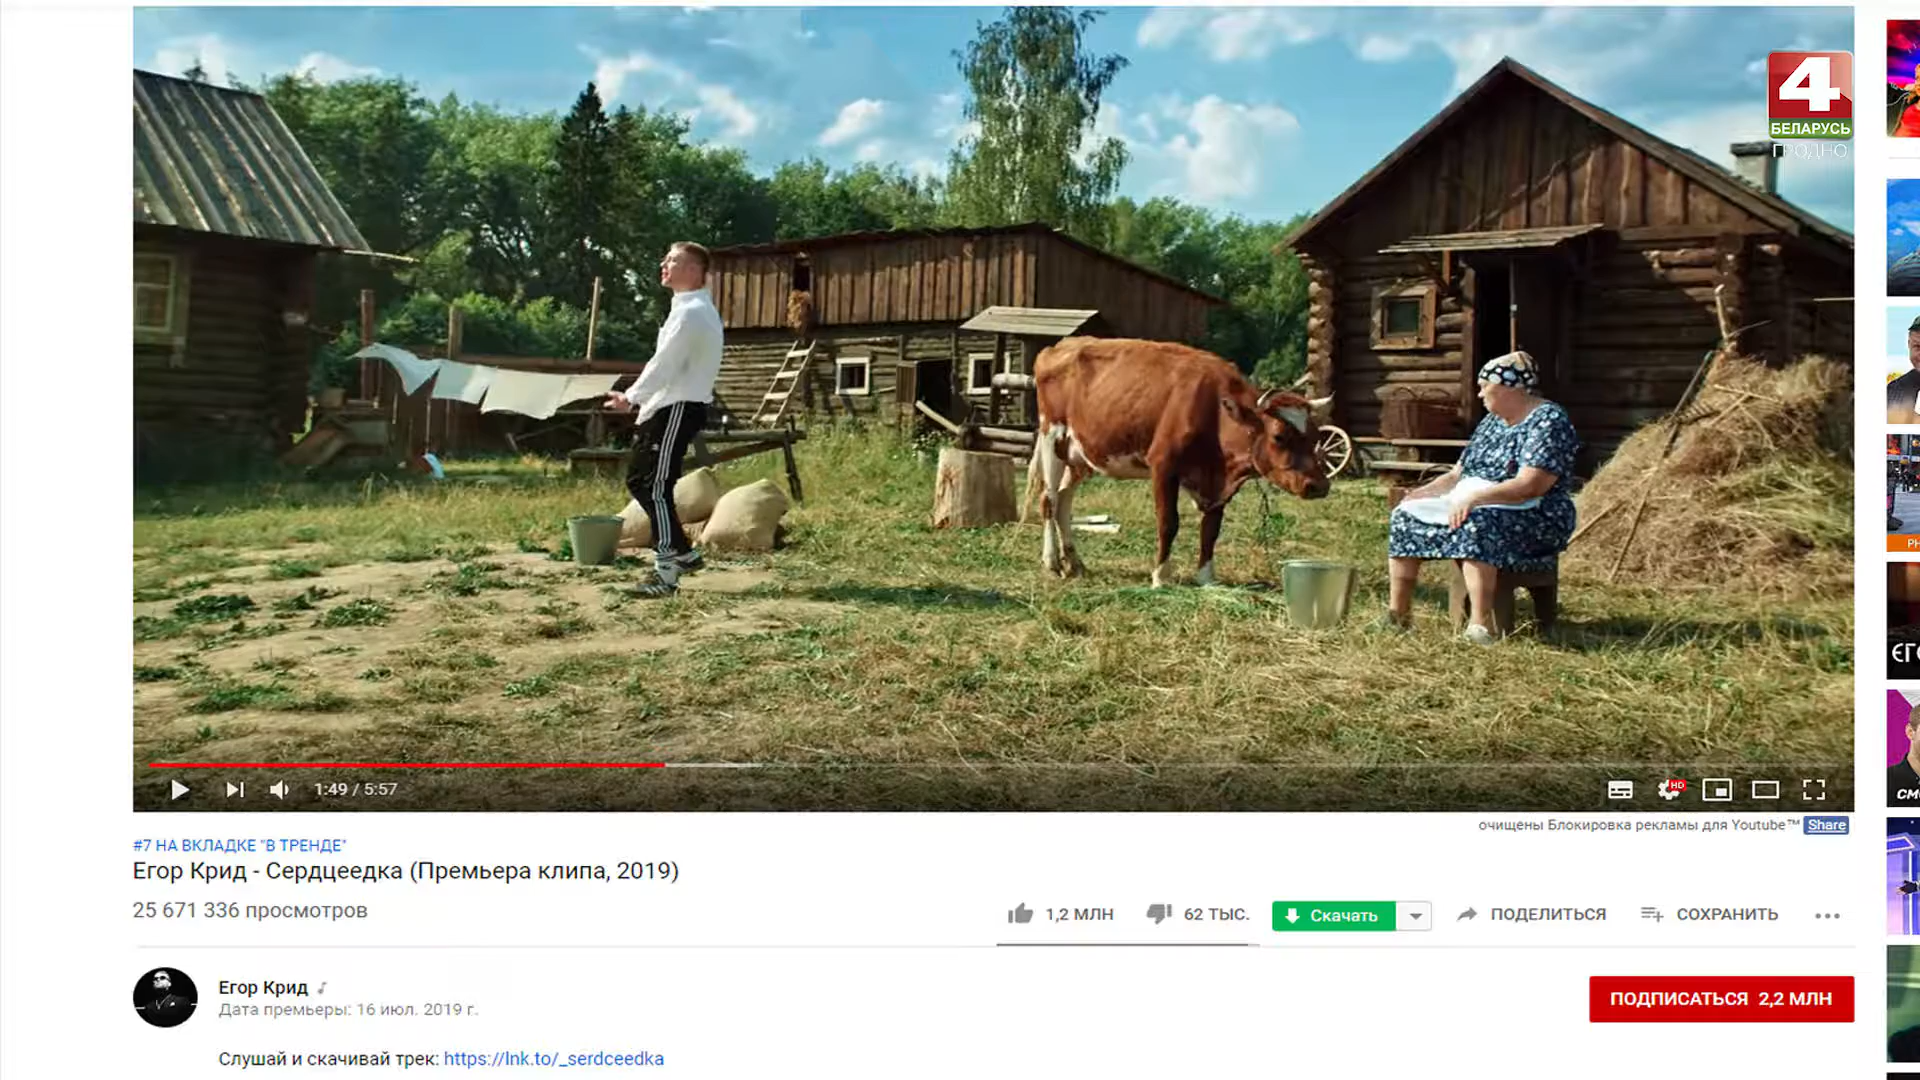 4
БЕЛАРУСЬ
ГРОДНО
1:49 / 5:57
HD
очищены Блокировка рекламы для Youtube™ Share
#7 НА ВКЛАДКЕ "В ТРЕНДЕ"
Егор Крид - Сердцеедка (Премьера клипа, 2019)
25 671 336 просмотров
1,2 МЛН
62 ТЫС.
Скачать
ПОДЕЛИТЬСЯ
СОХРАНИТЬ
Егор Крид
Дата премьеры: 16 июл. 2019 г.
ПОДПИСАТЬСЯ 2,2 МЛН
Слушай и скачивай трек: https://lnk.to/_serdceedka